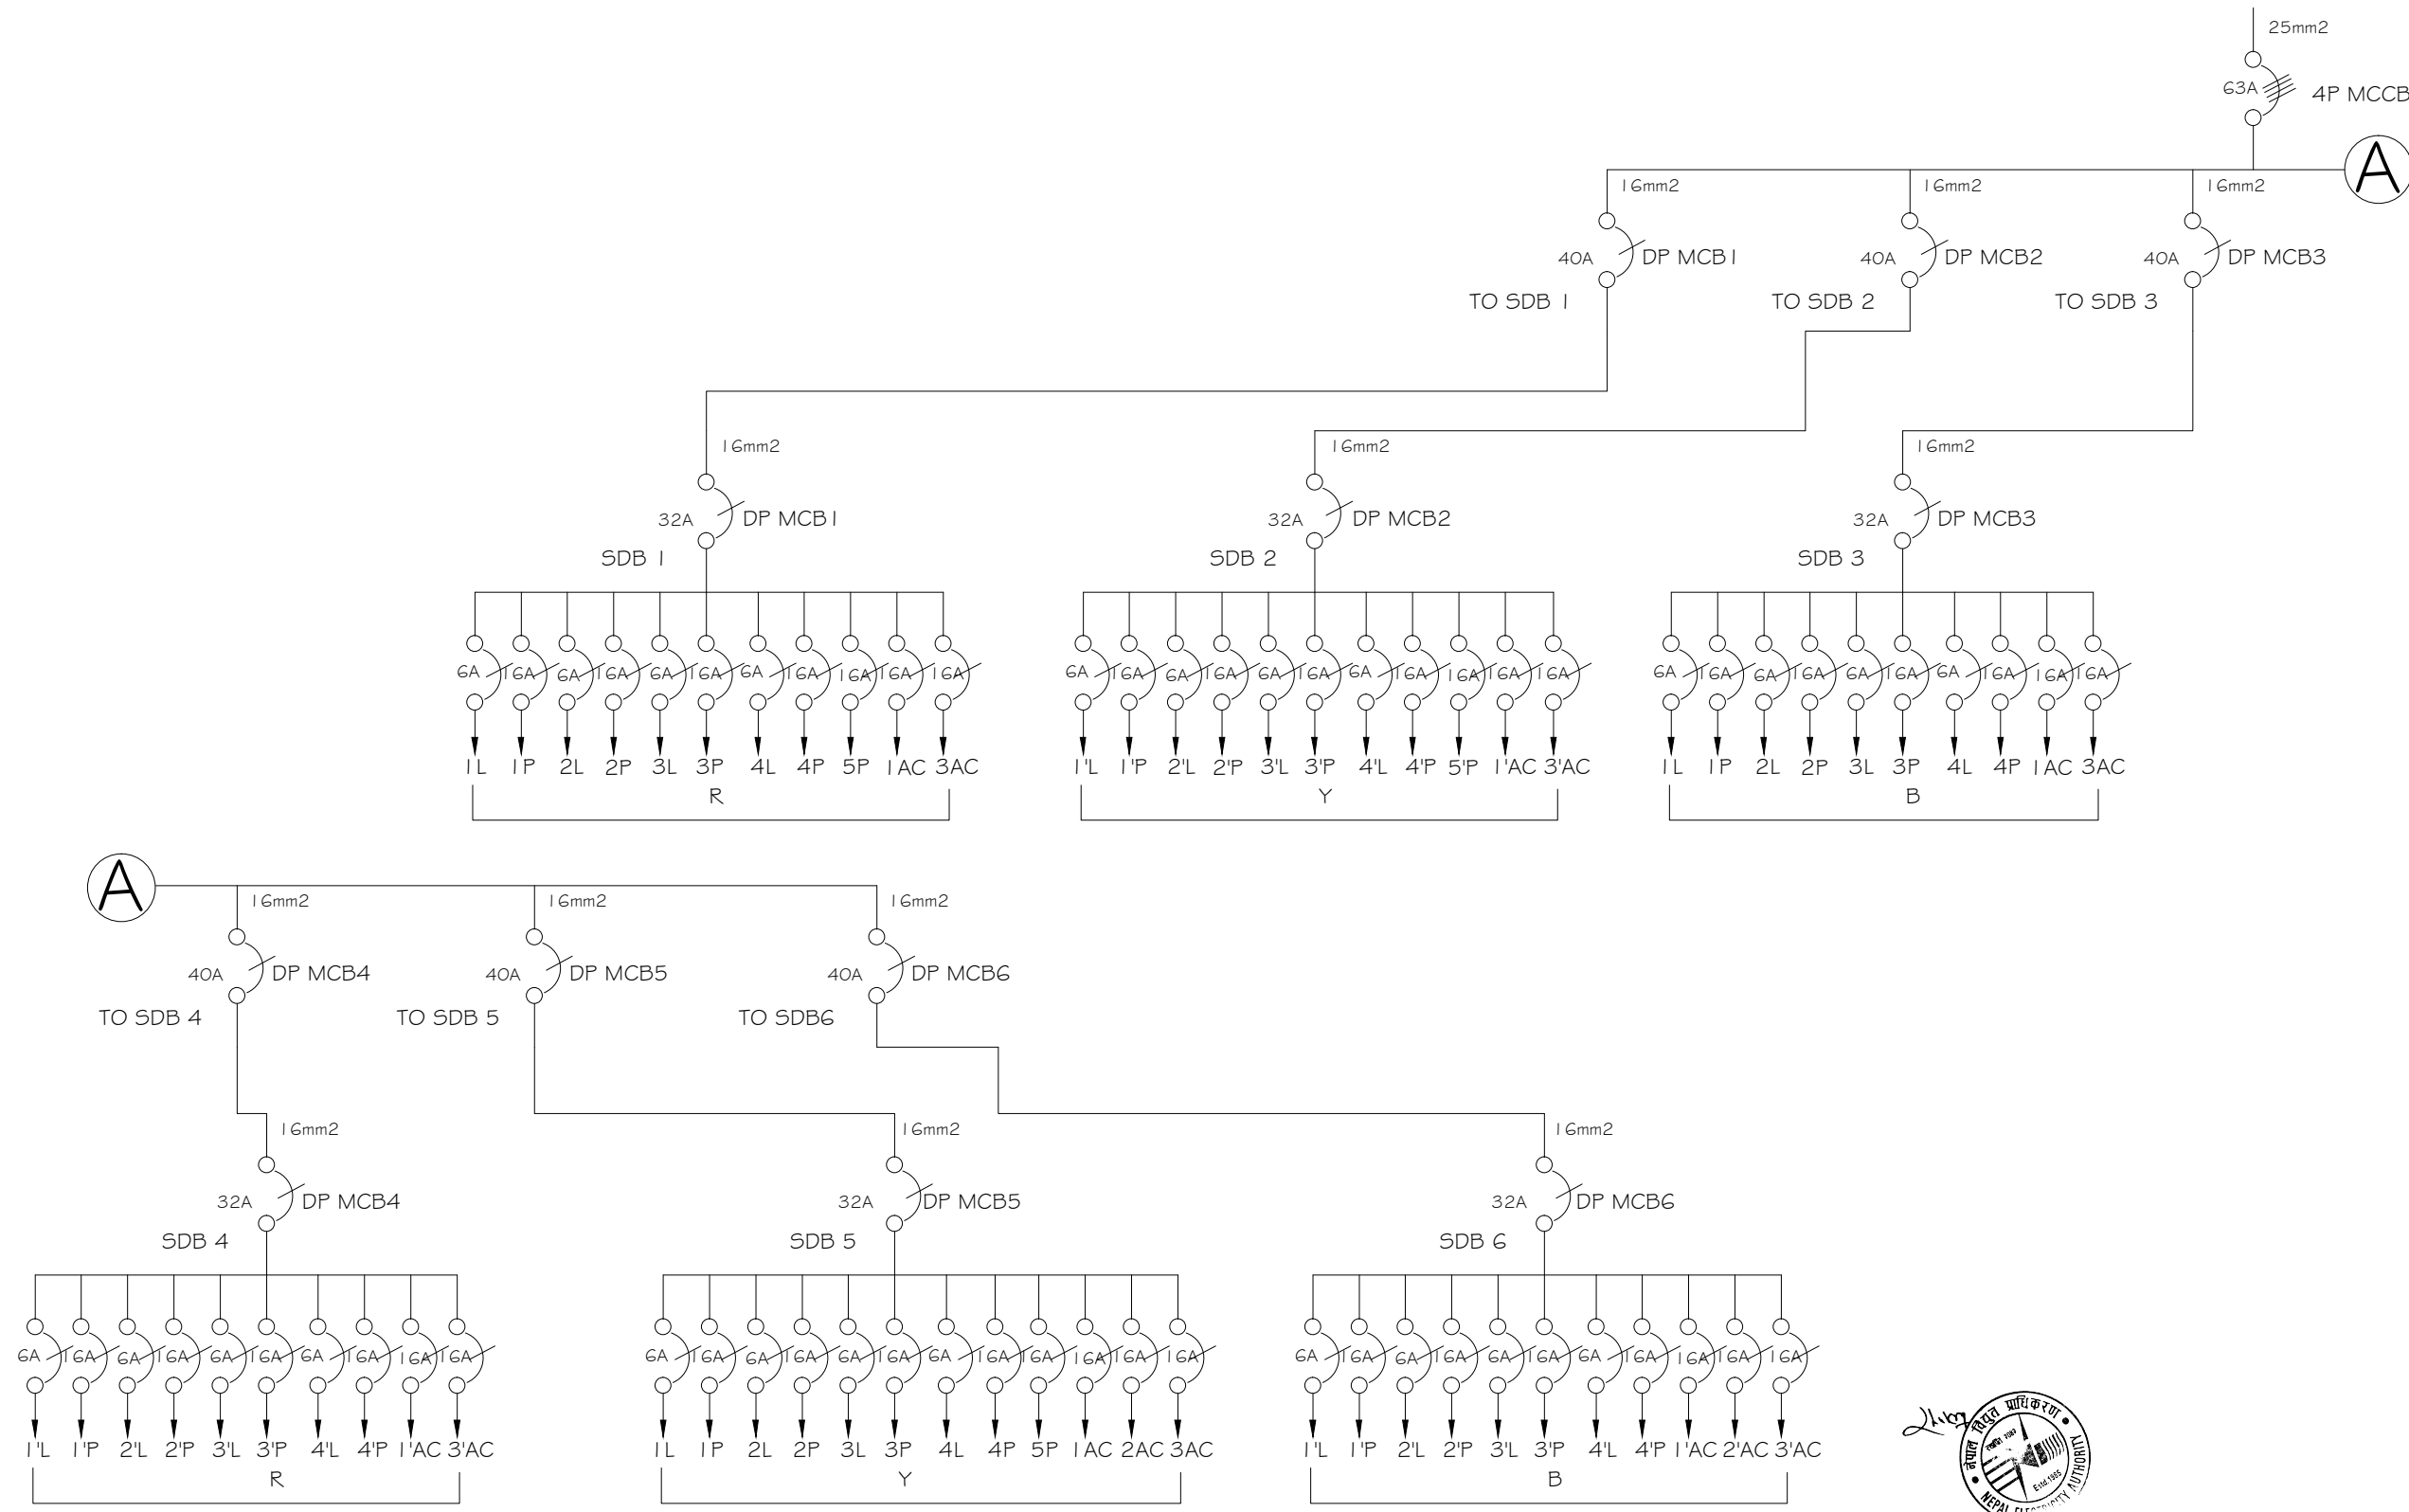 25mm2
63A 4P MCCB
A
16mm2 16mm2 16mm2
40A DP MCB1 40A DP MCB2 40A DP MCB3
TO SDB 1 TO SDB 2 TO SDB 3
16mm2 16mm2 16mm2
32A DP MCB1 32A DP MCB2 32A DP MCB3
SDB 1 SDB 2 SDB 3
6A 16A 6A 16A 6A 16A 6A 16A 16A 16A 16A 6A 16A 6A 16A 6A 16A 6A 16A 16A 16A 16A 6A 16A 6A 16A 6A 16A 6A 16A 16A 16A
1L 1P 2L 2P 3L 3P 4L 4P 5P 1AC 3AC 1'L 1'P 2'L 2'P 3'L 3'P 4'L 4'P 5'P 1'AC 3'AC 1L 1P 2L 2P 3L 3P 4L 4P 1AC 3AC
R Y B
A
16mm2 16mm2 16mm2
40A DP MCB4 40A DP MCB5 40A DP MCB6
TO SDB 4 TO SDB 5 TO SDB6
16mm2 16mm2 16mm2
32A DP MCB4 32A DP MCB5 32A DP MCB6
SDB 4 SDB 5 SDB 6
6A 16A 6A 16A 6A 16A 6A 16A 16A 16A 6A 16A 6A 16A 6A 16A 6A 16A 16A 16A 16A 16A 6A 16A 6A 16A 6A 16A 6A 16A 16A 16A 16A
1'L 1'P 2'L 2'P 3'L 3'P 4'L 4'P 1'AC 3'AC 1L 1P 2L 2P 3L 3P 4L 4P 5P 1AC 2AC 3AC 1'L 1'P 2'L 2'P 3'L 3'P 4'L 4'P 1'AC 2'AC 3'AC
R Y B
नेपाल विद्युत प्राधिकरण
Estd.1985
NEPAL ELECTRICITY AUTHORITY